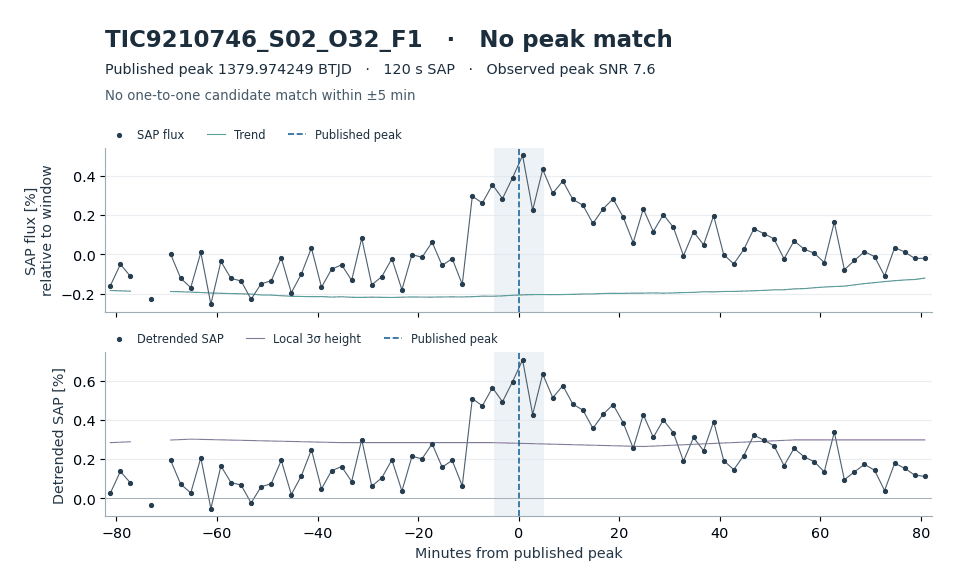 TIC9210746_S02_O32_F1 · No peak match
Published peak 1379.974249 BTJD · 120 s SAP · Observed peak SNR 7.6
No one-to-one candidate match within ±5 min
SAP flux Trend Published peak
SAP flux [%]
relative to window
0.4
0.2
0.0
−0.2
Detrended SAP Local 3σ height Published peak
Detrended SAP [%]
0.6
0.4
0.2
0.0
−80 −60 −40 −20 0 20 40 60 80
Minutes from published peak